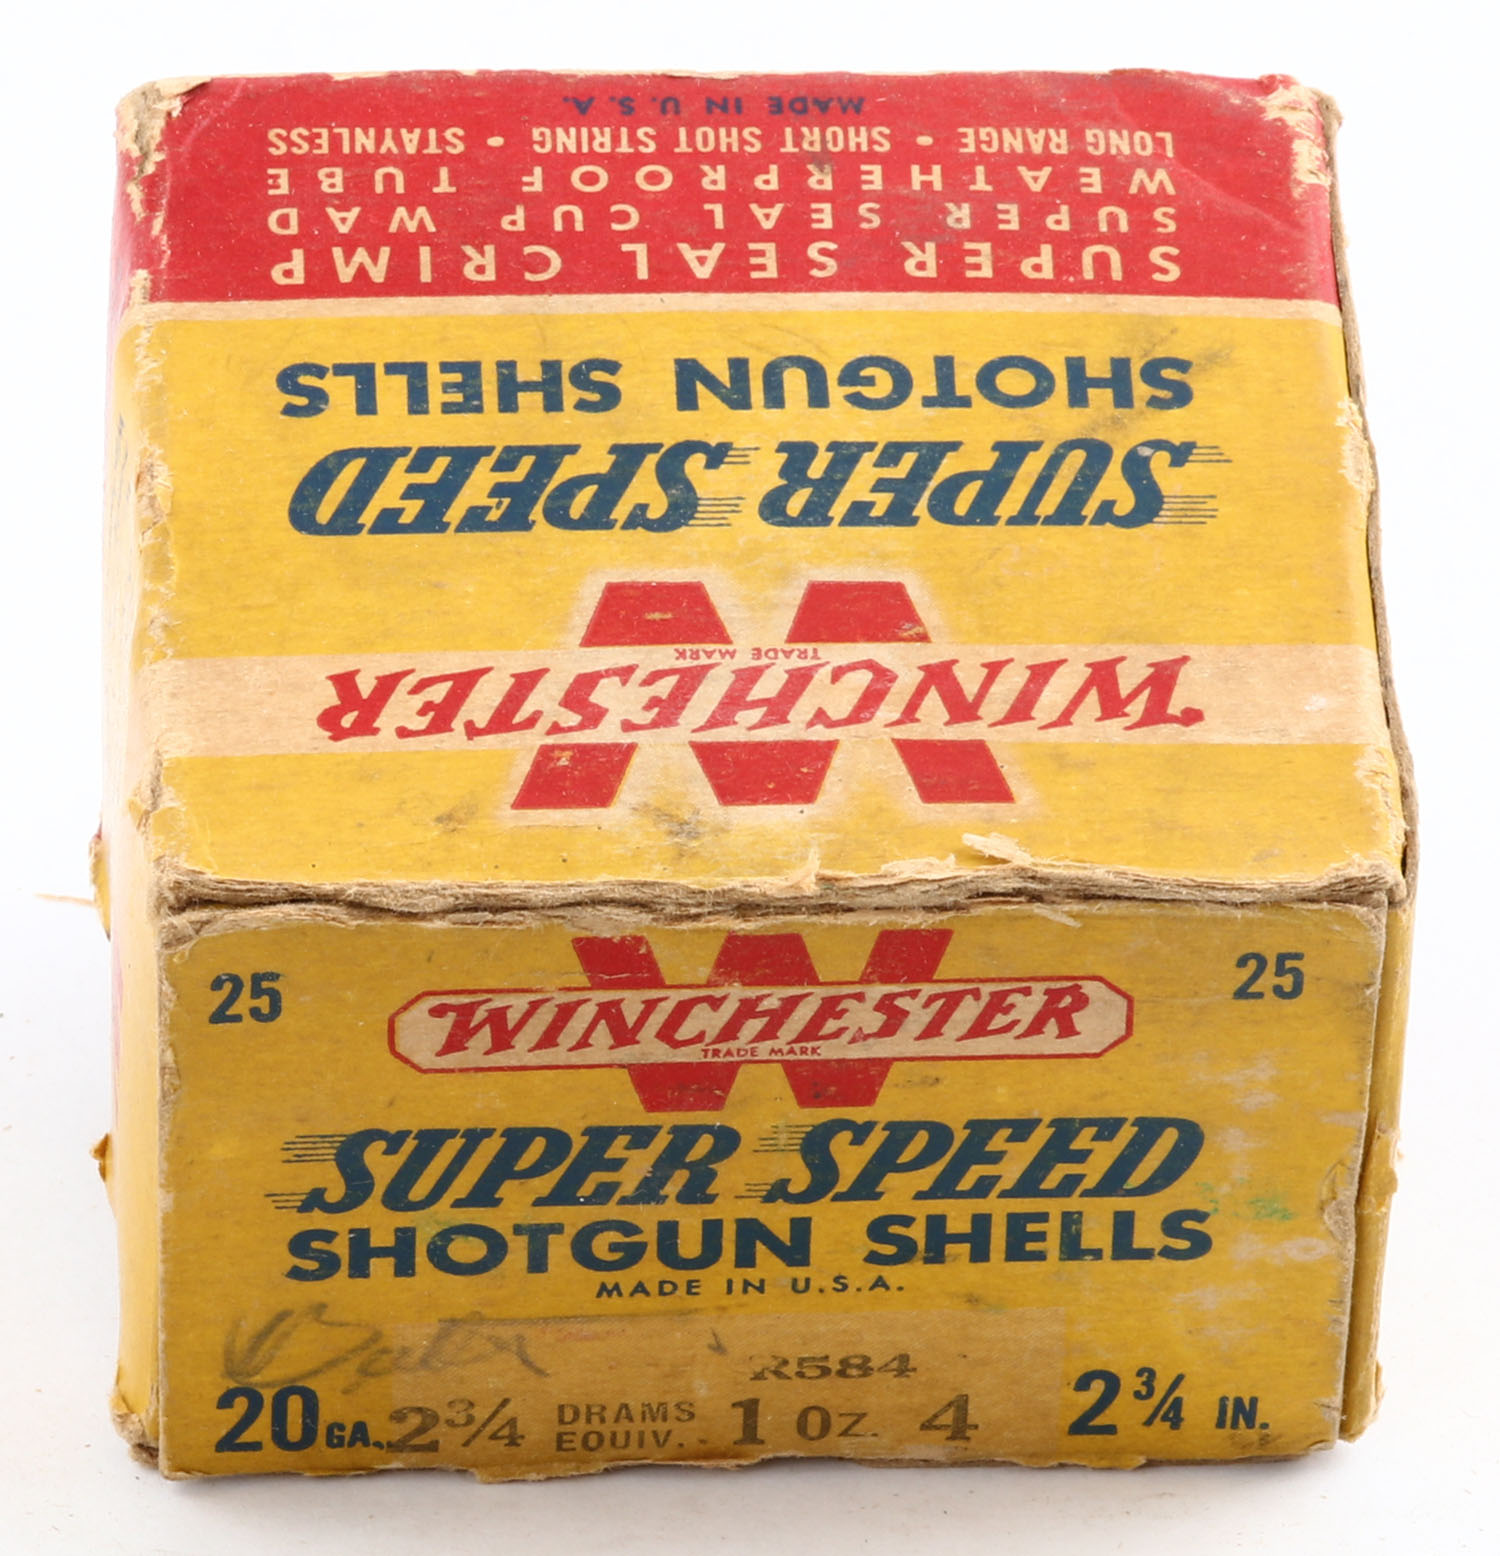 WINCHESTER
TRADE MARK
SUPER SPEED
SHOTGUN SHELLS
SUPER SEAL CRIMP
SUPER SEAL CUP WAD
WEATHERPROOF TUBE
LONG RANGE • SHORT SHOT STRING • STAYNLESS
MADE IN U.S.A.
25 W 25
WINCHESTER
TRADE MARK
SUPER SPEED
SHOTGUN SHELLS
MADE IN U.S.A.
R584
20 GA. 2 3/4 DRAMS EQUIV. - 1 OZ. 4 2 3/4 IN.